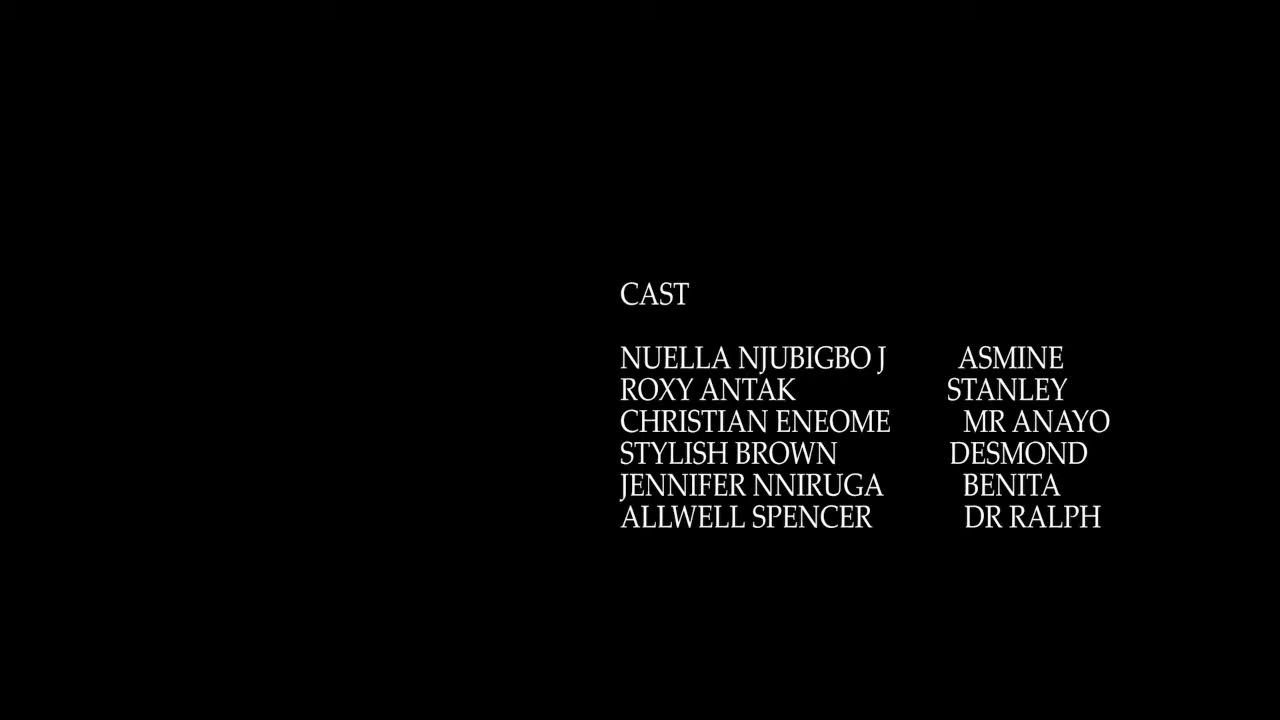 CAST
NUELLA NJUBIGBO J ASMINE
ROXY ANTAK STANLEY
CHRISTIAN ENEOME MR ANAYO
STYLISH BROWN DESMOND
JENNIFER NNIRUGA BENITA
ALLWELL SPENCER DR RALPH